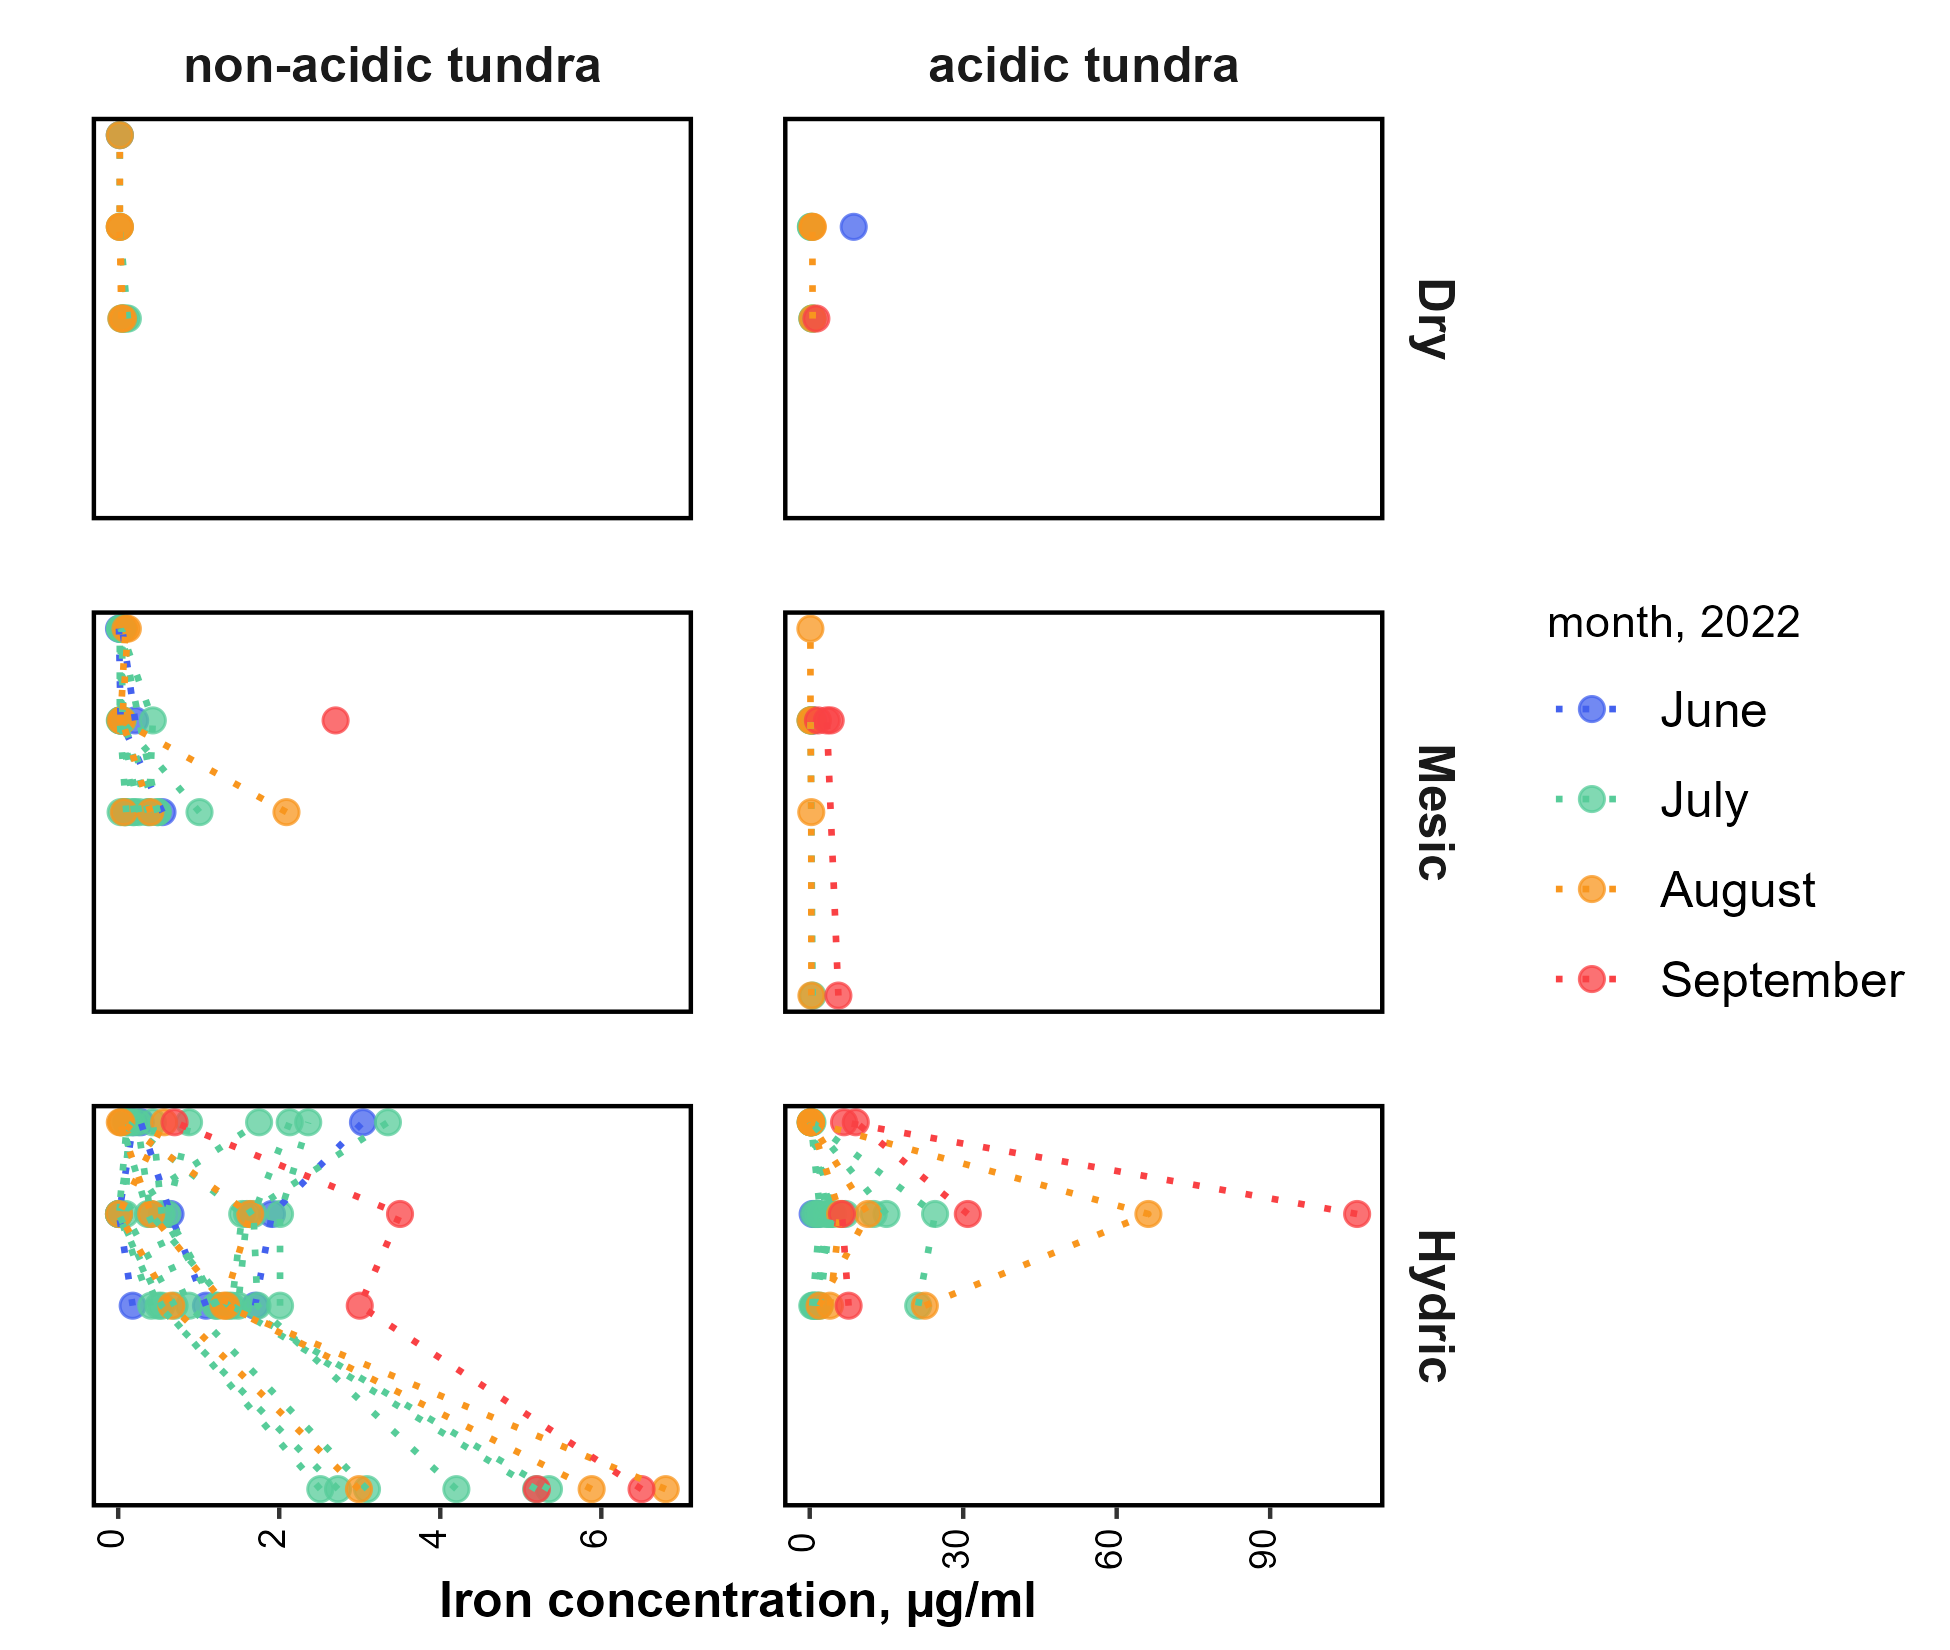 non-acidic tundra
acidic tundra
Dry
Mesic
Hydric
month, 2022
June
July
August
September
0 2 4 6
0 30 60 90
Iron concentration, µg/ml